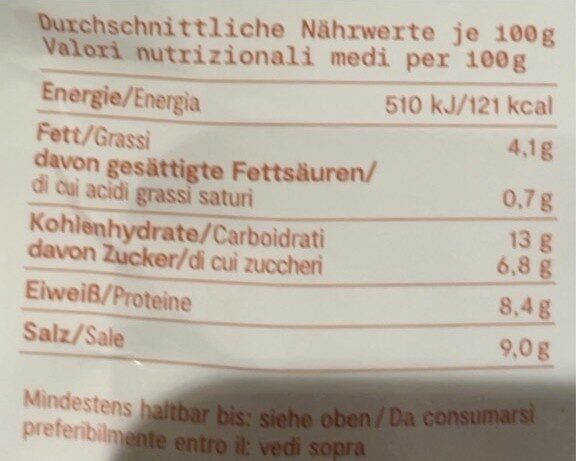 Durchschnittliche Nährwerte je 100g
Valori nutrizionali medi per 100g
Energie/Energia 510 kJ/121 kcal
Fett/Grassi 4,1g
davon gesättigte Fettsäuren/
di cui acidi grassi saturi 0,7 g
Kohlenhydrate/Carboidrati 13 g
davon Zucker/di cui zuccheri 6,8 g
Eiweiß/Proteine 8,4g
Salz/Sale 9,0g
Mindestens haltbar bis: siehe oben/Da consumarsi
preferibilmente entro il: vedi sopra